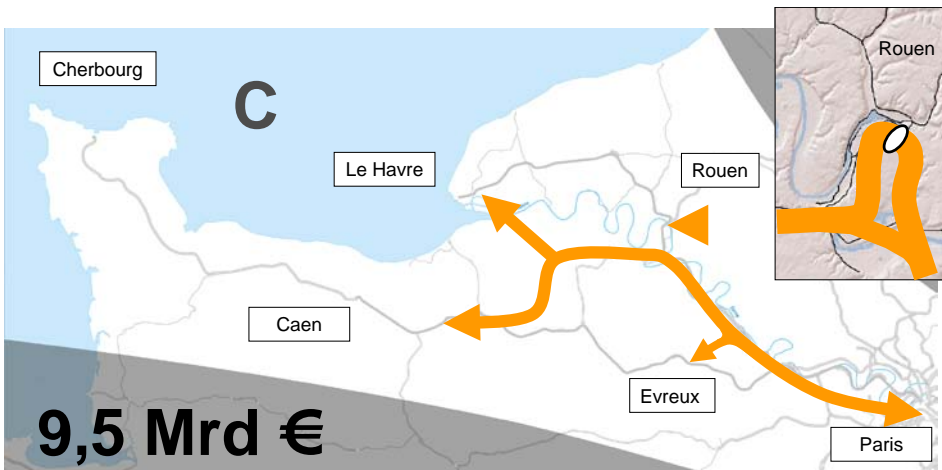 Cherbourg
C
Rouen
Le Havre
Rouen
Caen
Evreux
9,5 Mrd €
Paris